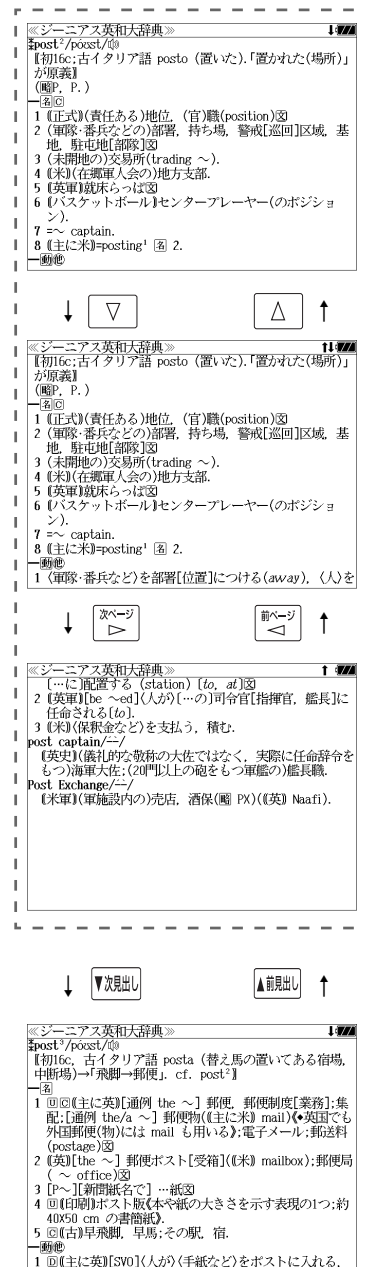 ≪ジーニアス英和大辞典≫
‡post²/póust/
〖初16c;古イタリア語 posto (置いた).「置かれた(場所)」
が原義〗
(略P, P.)
━名C
1 《正式》(責任ある)地位, (官)職(position)文
2 (軍隊・番兵などの)部署, 持ち場, 警戒[巡回]区域, 基
地, 駐屯地[部隊]文
3 (未開地の)交易所(trading ～).
4 《米》(在郷軍人会の)地方支部.
5 《英軍》就床らっぱ文
6 《バスケットボール》センタープレーヤー(のポジショ
ン).
7 =～ captain.
8 《主に米》=posting¹ 名 2.
━動他
↓ ▽ △ ↑
≪ジーニアス英和大辞典≫
〖初16c;古イタリア語 posto (置いた).「置かれた(場所)」
が原義〗
(略P, P.)
━名C
1 《正式》(責任ある)地位, (官)職(position)文
2 (軍隊・番兵などの)部署, 持ち場, 警戒[巡回]区域, 基
地, 駐屯地[部隊]文
3 (未開地の)交易所(trading ～).
4 《米》(在郷軍人会の)地方支部.
5 《英軍》就床らっぱ文
6 《バスケットボール》センタープレーヤー(のポジショ
ン).
7 =～ captain.
8 《主に米》=posting¹ 名 2.
━動他
1 〈軍隊・番兵など〉を部署[位置]につける(away), 〈人〉を
↓ 次ページ ▷ 前ページ ◁ ↑
≪ジーニアス英和大辞典≫
〔…に〕配置する (station)〔to, at〕文
2 《英軍》[be ～ed]〈人が〉〔…の〕司令官[指揮官, 艦長]に
任命される〔to〕.
3 《米》〈保釈金など〉を支払う, 積む.
post captain/⸺/
《英史》(儀礼的な敬称の大佐ではなく, 実際に任命辞令を
もつ)海軍大佐;(20門以上の砲をもつ軍艦の)艦長職.
Post Exchange/⸺/
《米軍》(軍施設内の)売店, 酒保(略 PX)(《英》 Naafi).
↓ ▼次見出し ▲前見出し ↑
≪ジーニアス英和大辞典≫
‡post³/póust/
〖初16c, 古イタリア語 posta (替え馬の置いてある宿場,
中断場)→「飛脚→郵便」. cf. post²〗
━名
1 UC《主に英》[通例 the ～] 郵便, 郵便制度[業務];集
配;[通例 the/a ～] 郵便物(《主に米》 mail)《◆英国でも
外国郵便(物)には mail も用いる》;電子メール;郵送料
(postage)文
2 《英》[the ～] 郵便ポスト[受箱](《米》 mailbox);郵便局
(～ office)文
3 [P～][新聞紙名で] …紙文
4 U《印刷》ポスト版《本や紙の大きさを示す表現の1つ;約
40X50 cm の書簡紙》.
5 C《古》早飛脚, 早馬;その駅, 宿.
━動他
1 D《主に英》[SVO]〈人が〉〈手紙など〉をポストに入れる,